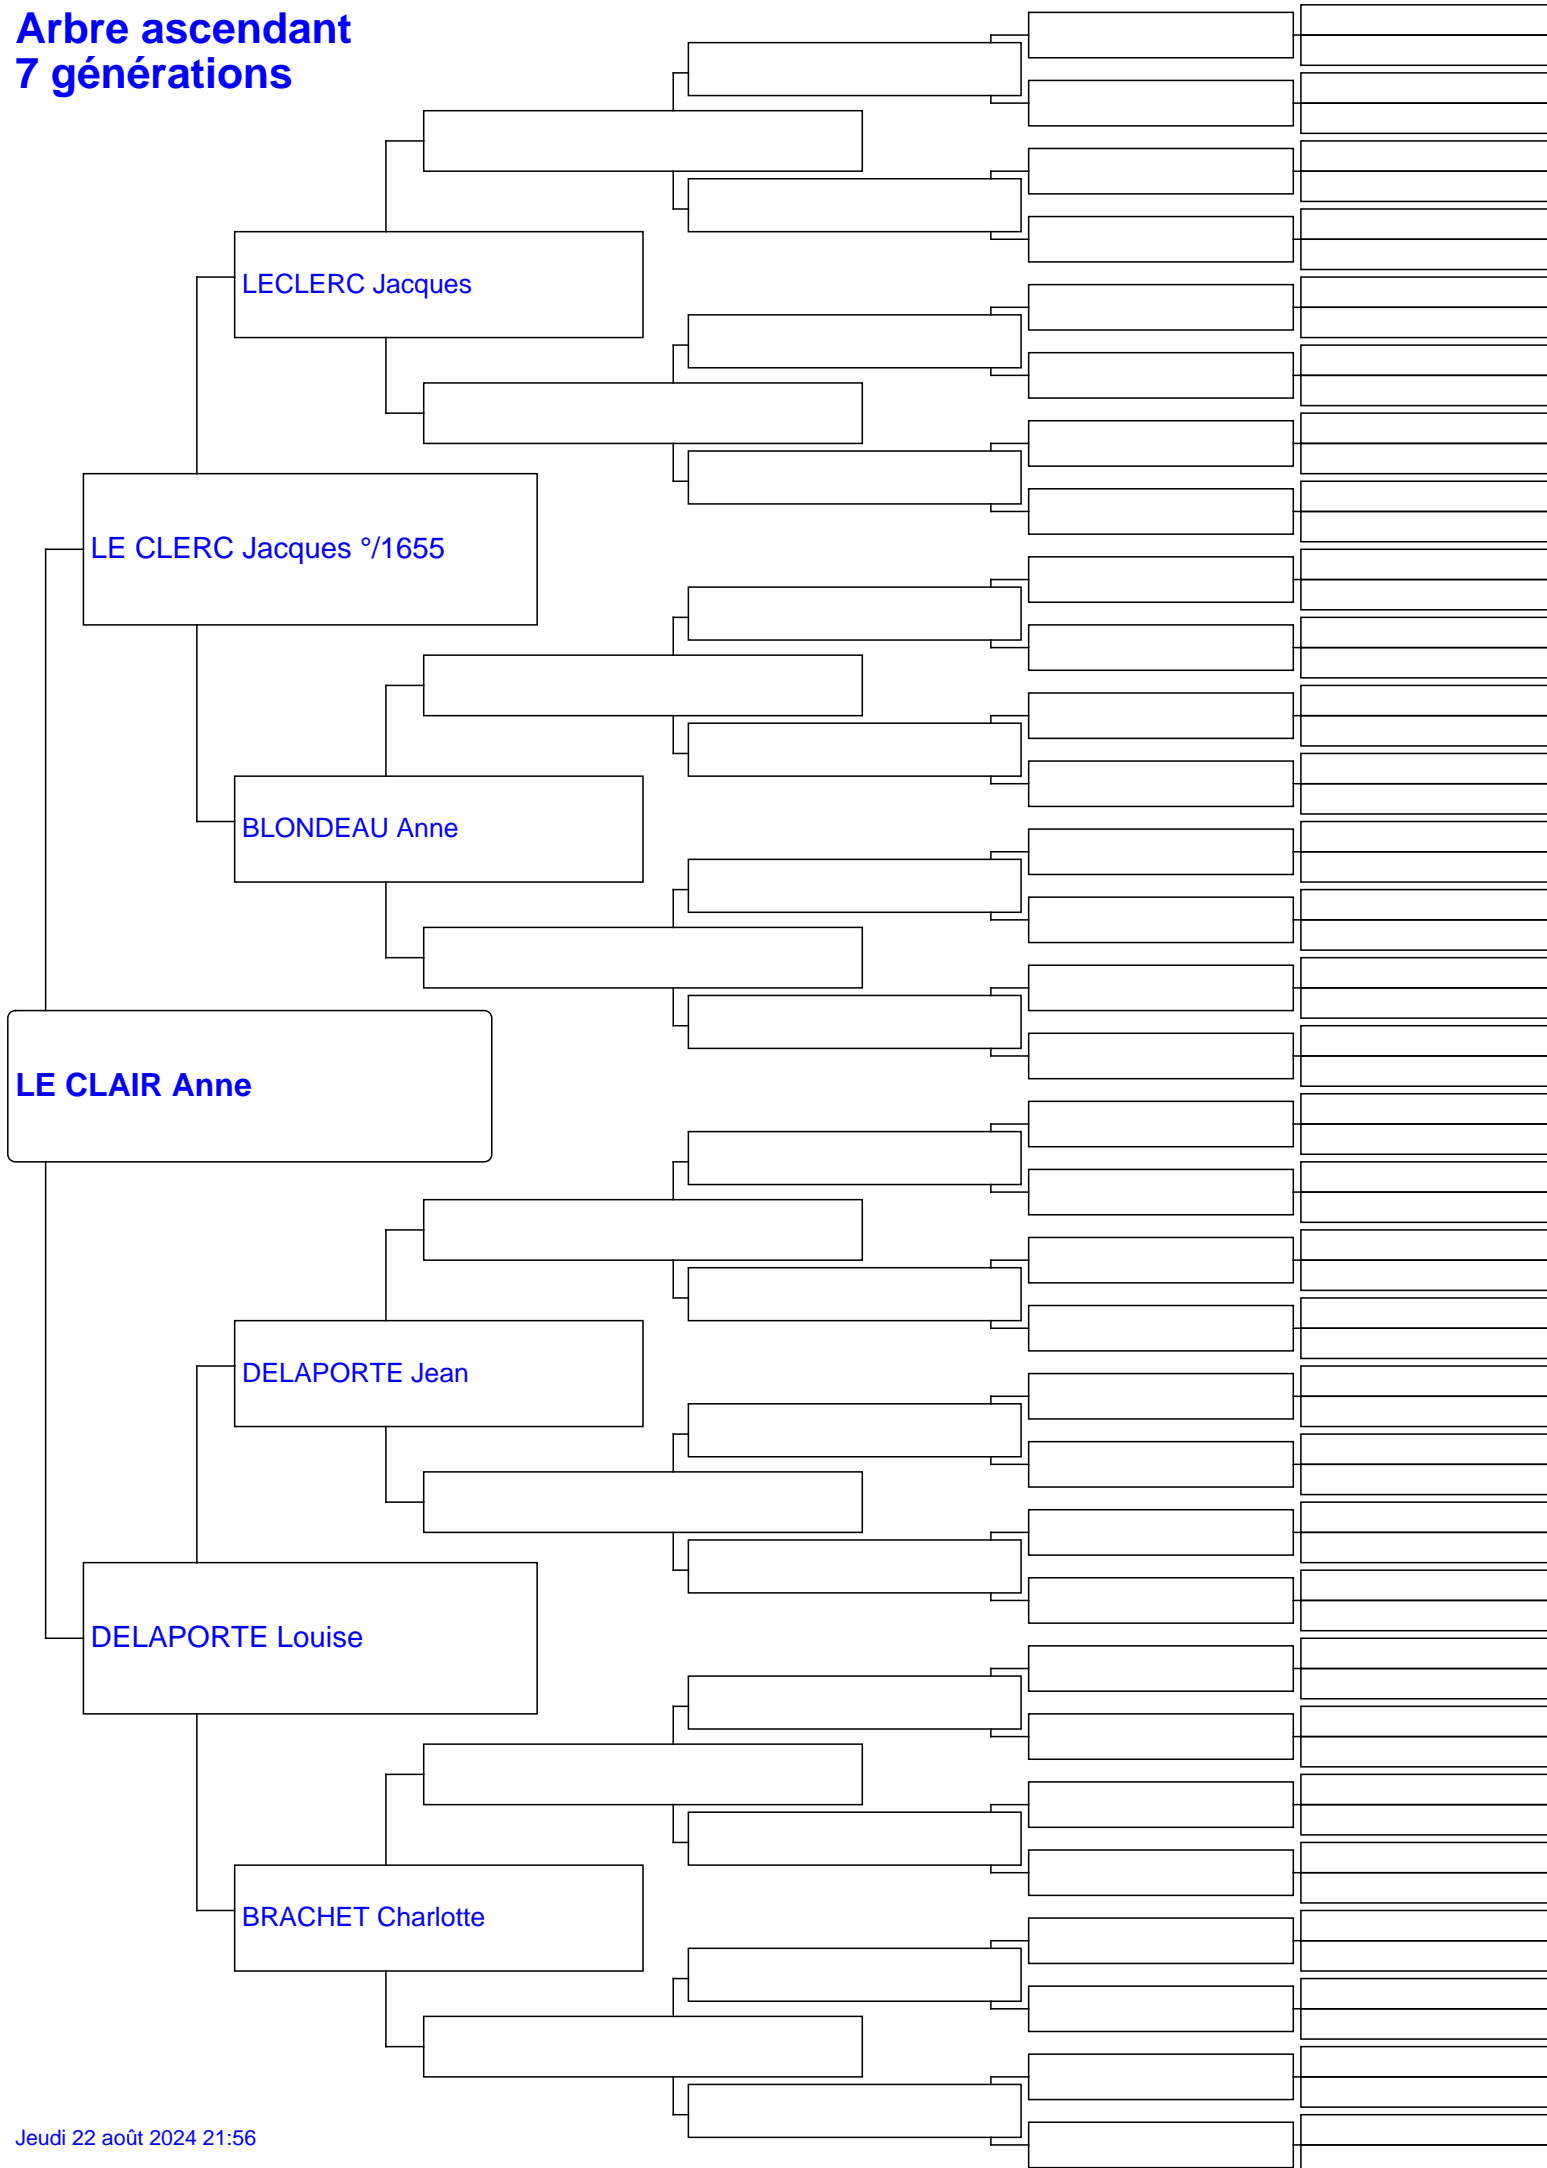 Arbre ascendant
7 générations
LECLERC Jacques
LE CLERC Jacques °/1655
BLONDEAU Anne
LE CLAIR Anne
DELAPORTE Jean
DELAPORTE Louise
BRACHET Charlotte
Jeudi 22 août 2024 21:56